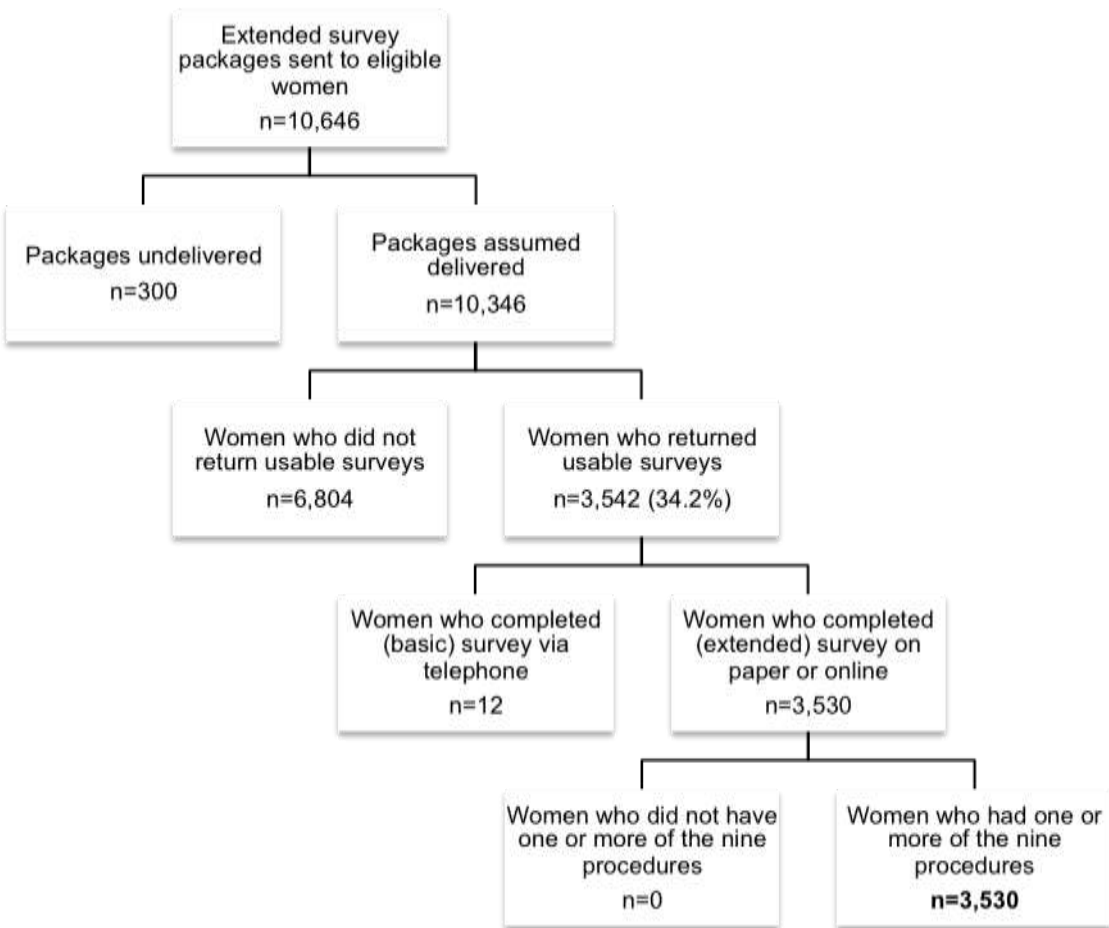 Extended survey
packages sent to eligible
women
n=10,646
Packages undelivered
n=300
Packages assumed
delivered
n=10,346
Women who did not
return usable surveys
n=6,804
Women who returned
usable surveys
n=3,542 (34.2%)
Women who completed
(basic) survey via
telephone
n=12
Women who completed
(extended) survey on
paper or online
n=3,530
Women who did not have
one or more of the nine
procedures
n=0
Women who had one or
more of the nine
procedures
n=3,530